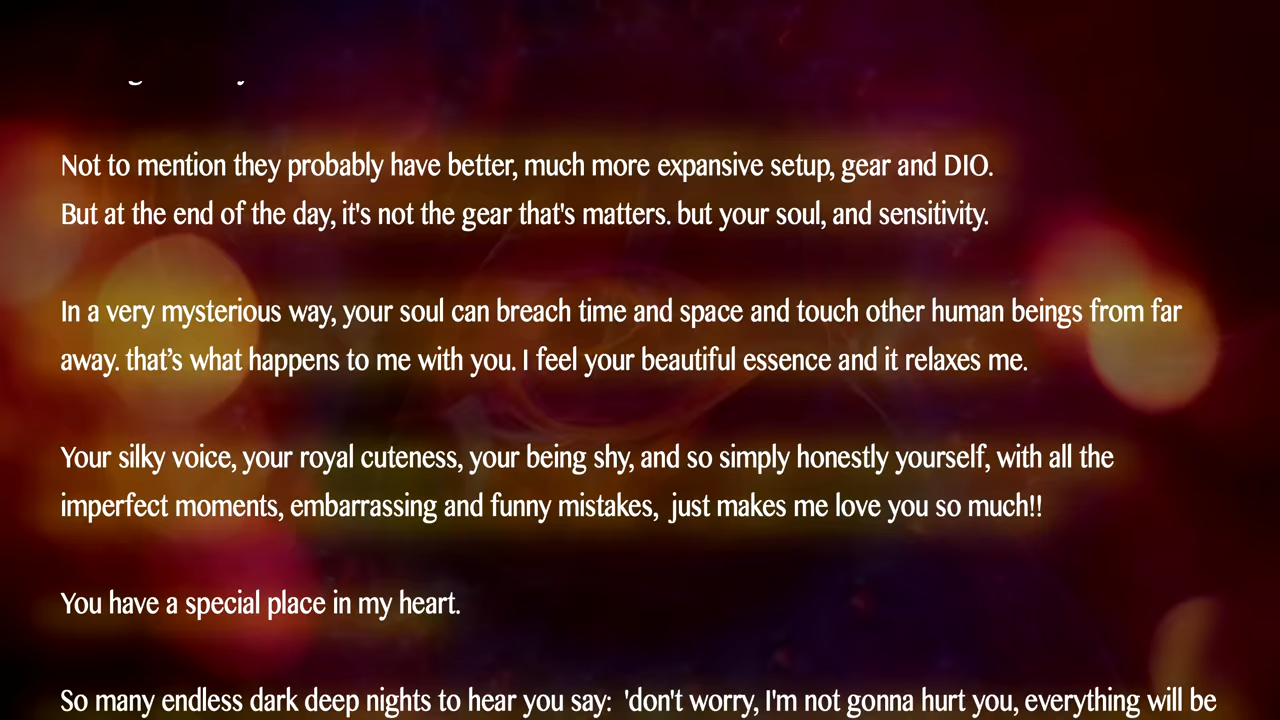 Not to mention they probably have better, much more expansive setup, gear and DIO.
But at the end of the day, it's not the gear that's matters. but your soul, and sensitivity.
In a very mysterious way, your soul can breach time and space and touch other human beings from far
away. that’s what happens to me with you. I feel your beautiful essence and it relaxes me.
Your silky voice, your royal cuteness, your being shy, and so simply honestly yourself, with all the
imperfect moments, embarrassing and funny mistakes,  just makes me love you so much!!
You have a special place in my heart.
So many endless dark deep nights to hear you say:  'don't worry, I'm not gonna hurt you, everything will be